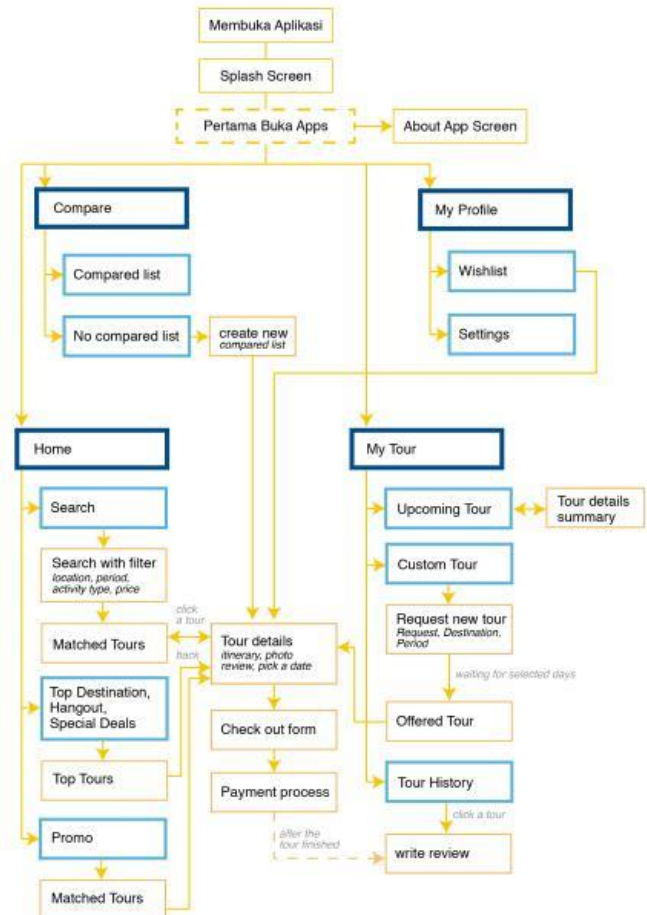 Membuka Aplikasi
Splash Screen
Pertama Buka Apps
About App Screen
Compare
Compared list
No compared list
create new
compared list
My Profile
Wishlist
Settings
Home
Search
Search with filter
location, period,
activity type, price
Matched Tours
Top Destination,
Hangout,
Special Deals
Top Tours
Promo
Matched Tours
click
a tour
back
Tour details
itinerary, photo
review, pick a date
Check out form
Payment process
after the
tour finished
My Tour
Upcoming Tour
Tour details
summary
Custom Tour
Request new tour
Request, Destination,
Period
waiting for selected days
Offered Tour
Tour History
click a tour
write review